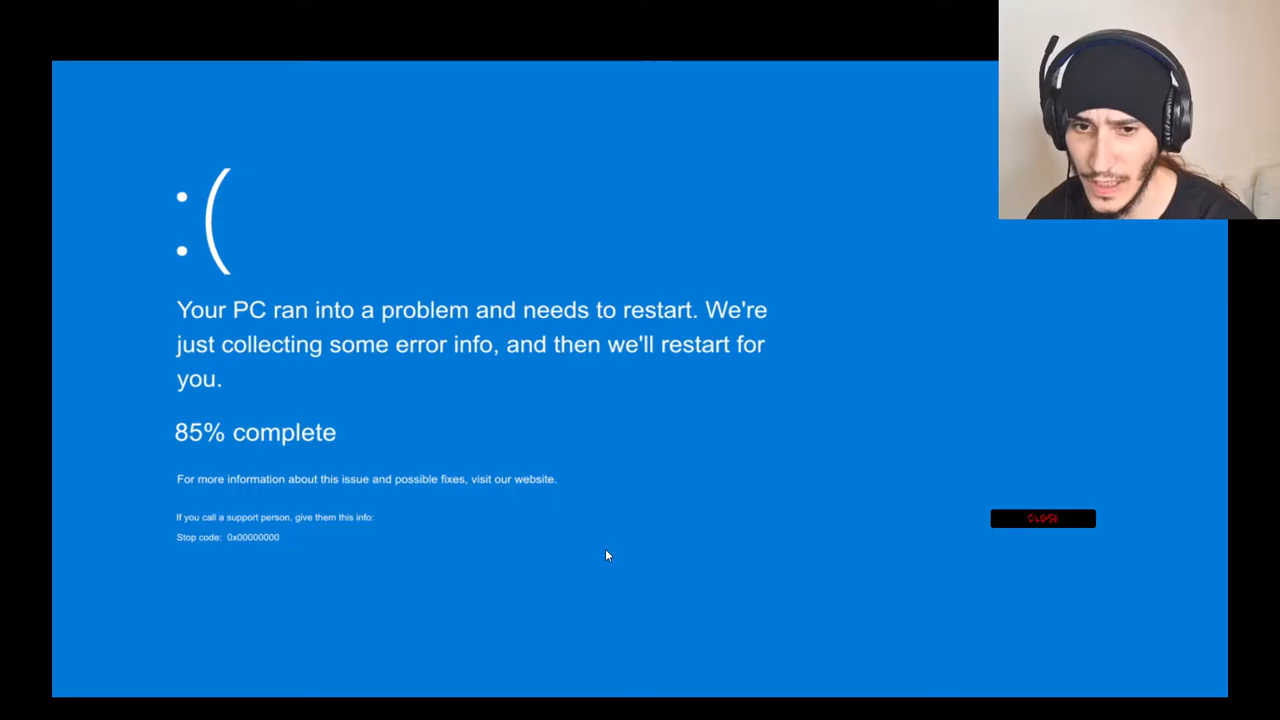 :(
Your PC ran into a problem and needs to restart. We're
just collecting some error info, and then we'll restart for
you.
85% complete
For more information about this issue and possible fixes, visit our website.
If you call a support person, give them this info:
Stop code: 0x00000000
CLOSE